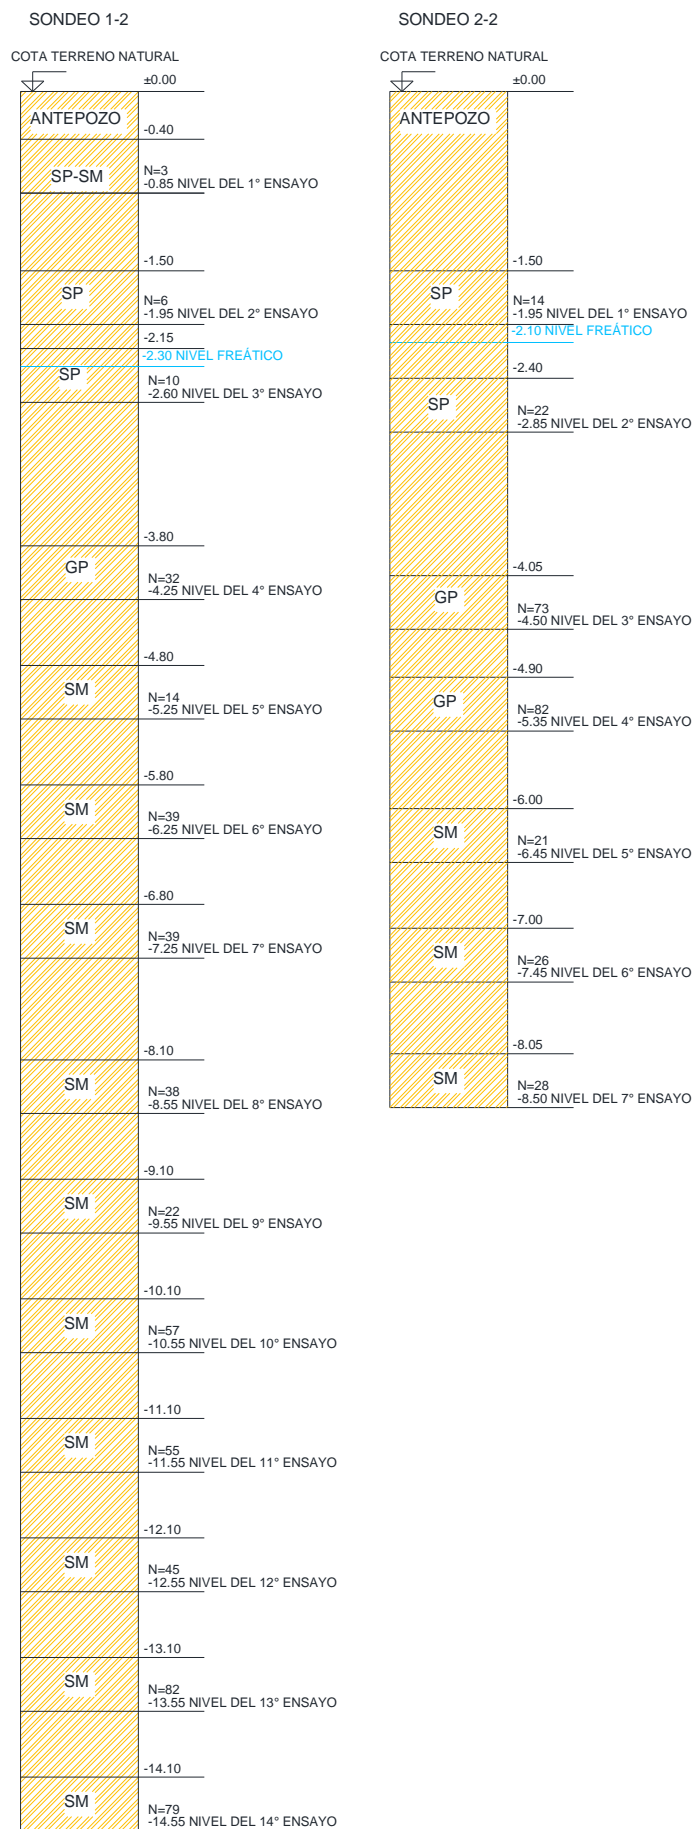 SONDEO 1-2
COTA TERRENO NATURAL
±0.00
ANTEPOZO
-0.40
SP-SM
N=3
-0.85 NIVEL DEL 1° ENSAYO
-1.50
SP
N=6
-1.95 NIVEL DEL 2° ENSAYO
-2.15
-2.30 NIVEL FREÁTICO
SP
N=10
-2.60 NIVEL DEL 3° ENSAYO
-3.80
GP
N=32
-4.25 NIVEL DEL 4° ENSAYO
-4.80
SM
N=14
-5.25 NIVEL DEL 5° ENSAYO
-5.80
SM
N=39
-6.25 NIVEL DEL 6° ENSAYO
-6.80
SM
N=39
-7.25 NIVEL DEL 7° ENSAYO
-8.10
SM
N=38
-8.55 NIVEL DEL 8° ENSAYO
-9.10
SM
N=22
-9.55 NIVEL DEL 9° ENSAYO
-10.10
SM
N=57
-10.55 NIVEL DEL 10° ENSAYO
-11.10
SM
N=55
-11.55 NIVEL DEL 11° ENSAYO
-12.10
SM
N=45
-12.55 NIVEL DEL 12° ENSAYO
-13.10
SM
N=82
-13.55 NIVEL DEL 13° ENSAYO
-14.10
SM
N=79
-14.55 NIVEL DEL 14° ENSAYO
SONDEO 2-2
COTA TERRENO NATURAL
±0.00
ANTEPOZO
-1.50
SP
N=14
-1.95 NIVEL DEL 1° ENSAYO
-2.10 NIVEL FREÁTICO
-2.40
SP
N=22
-2.85 NIVEL DEL 2° ENSAYO
-4.05
GP
N=73
-4.50 NIVEL DEL 3° ENSAYO
-4.90
GP
N=82
-5.35 NIVEL DEL 4° ENSAYO
-6.00
SM
N=21
-6.45 NIVEL DEL 5° ENSAYO
-7.00
SM
N=26
-7.45 NIVEL DEL 6° ENSAYO
-8.05
SM
N=28
-8.50 NIVEL DEL 7° ENSAYO